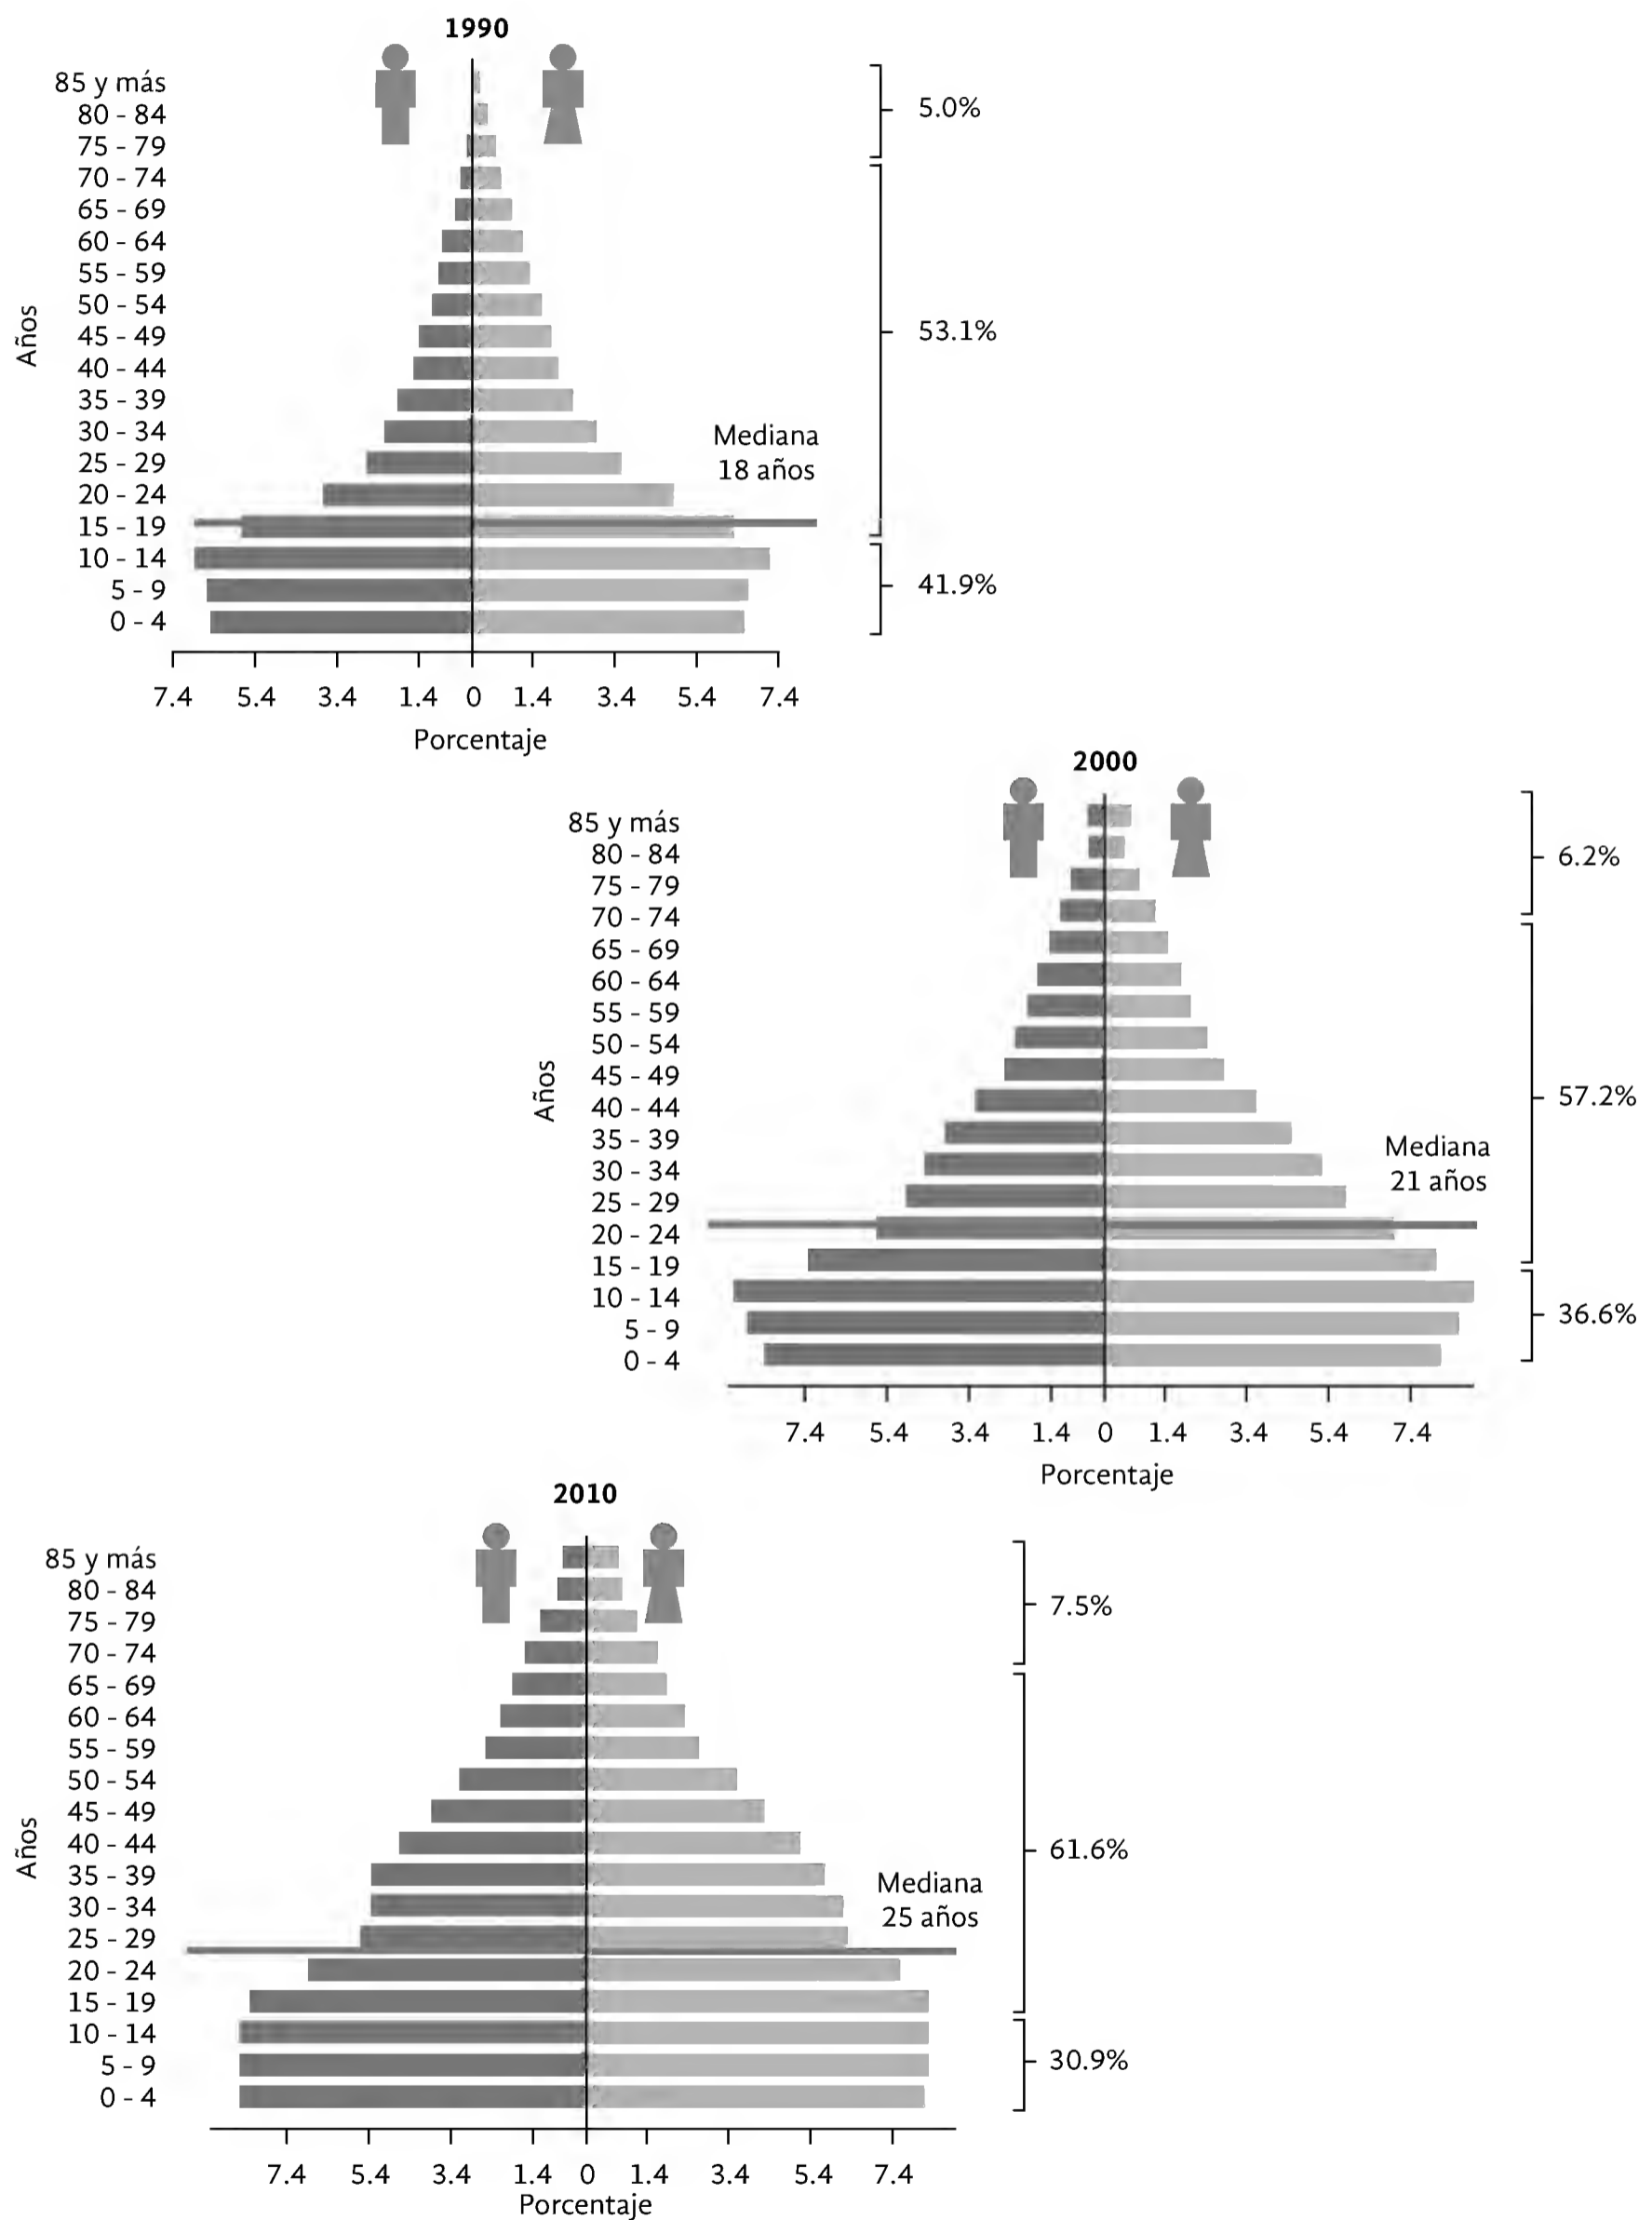 1990
85 y más
80 - 84
75 - 79
70 - 74
65 - 69
60 - 64
55 - 59
50 - 54
45 - 49
40 - 44
35 - 39
30 - 34
25 - 29
20 - 24
15 - 19
10 - 14
5 - 9
0 - 4
Años
5.0%
53.1%
41.9%
Mediana
18 años
7.4 5.4 3.4 1.4 0 1.4 3.4 5.4 7.4
Porcentaje
2000
85 y más
80 - 84
75 - 79
70 - 74
65 - 69
60 - 64
55 - 59
50 - 54
45 - 49
40 - 44
35 - 39
30 - 34
25 - 29
20 - 24
15 - 19
10 - 14
5 - 9
0 - 4
Años
6.2%
57.2%
36.6%
Mediana
21 años
7.4 5.4 3.4 1.4 0 1.4 3.4 5.4 7.4
Porcentaje
2010
85 y más
80 - 84
75 - 79
70 - 74
65 - 69
60 - 64
55 - 59
50 - 54
45 - 49
40 - 44
35 - 39
30 - 34
25 - 29
20 - 24
15 - 19
10 - 14
5 - 9
0 - 4
Años
7.5%
61.6%
30.9%
Mediana
25 años
7.4 5.4 3.4 1.4 0 1.4 3.4 5.4 7.4
Porcentaje